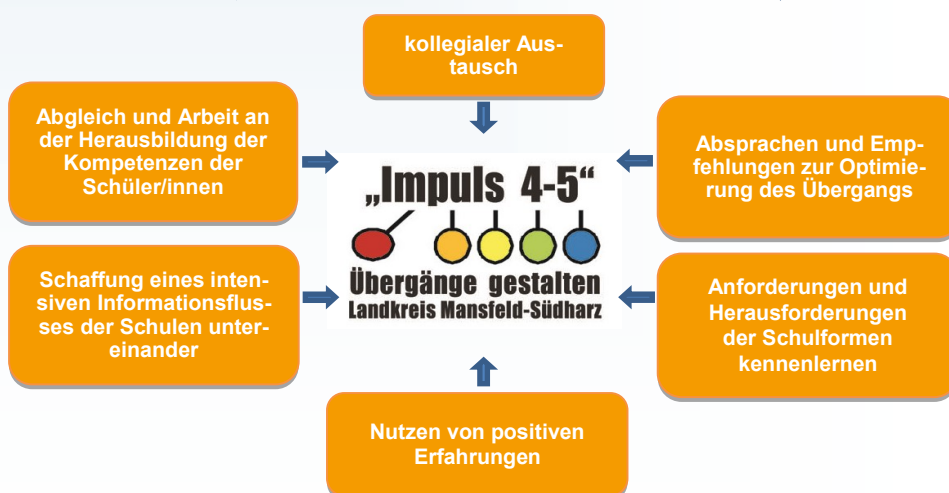 kollegialer Aus-
tausch
Abgleich und Arbeit an
der Herausbildung der
Kompetenzen der
Schüler/innen
Absprachen und Emp-
fehlungen zur Optimie-
rung des Übergangs
„Impuls 4-5“
Übergänge gestalten
Landkreis Mansfeld-Südharz
Schaffung eines inten-
siven Informationsflus-
ses der Schulen unter-
einander
Anforderungen und
Herausforderungen
der Schulformen
kennenlernen
Nutzen von positiven
Erfahrungen